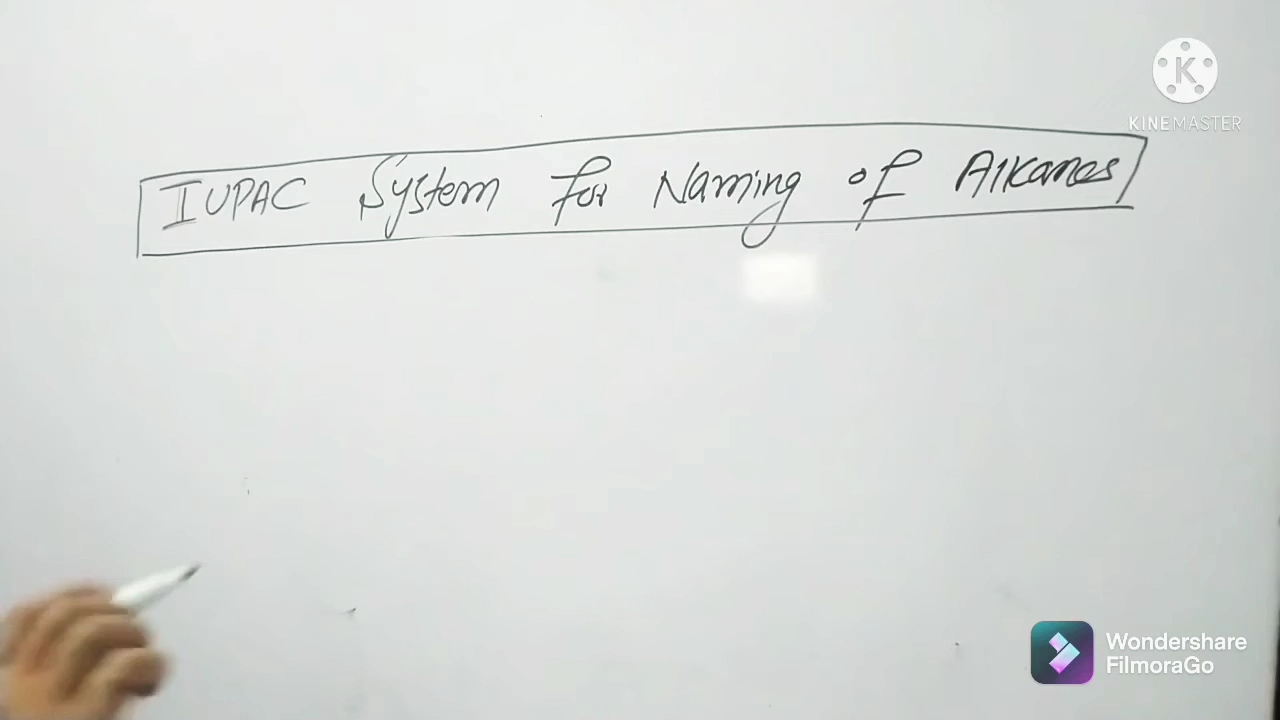 K
KINEMASTER
IUPAC System For Naming of Alkanes
Wondershare
FilmoraGo